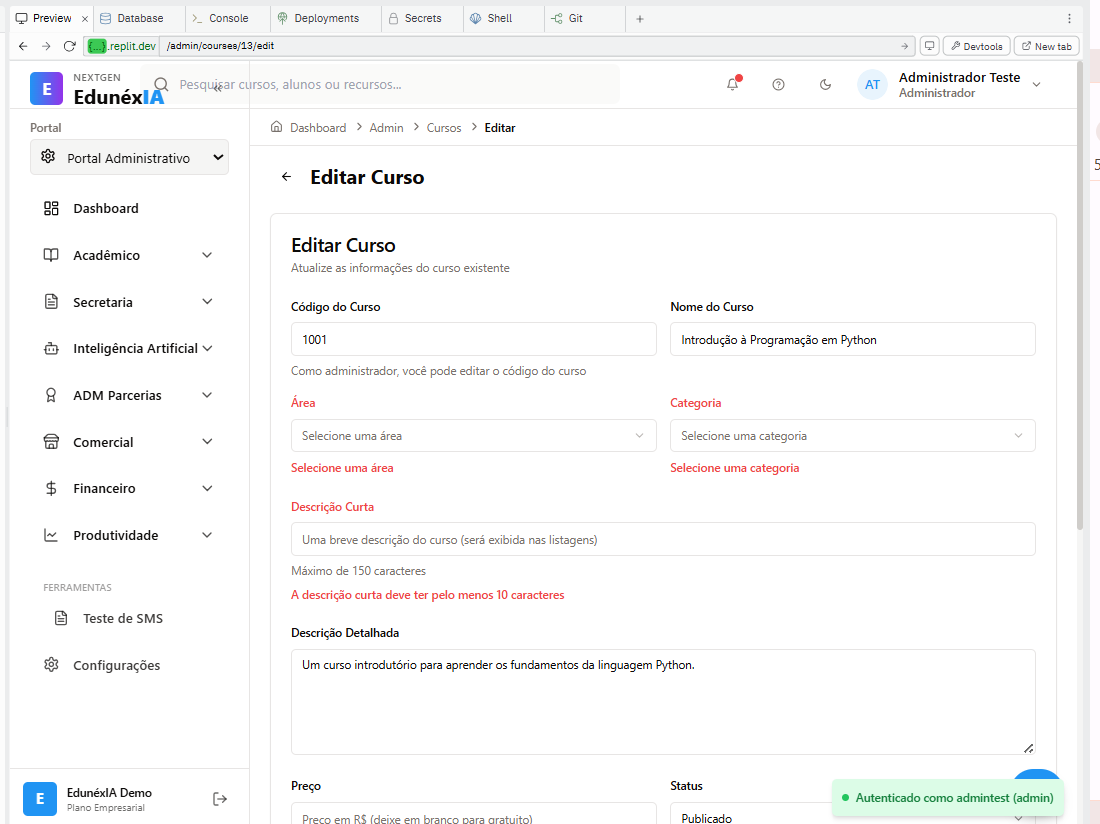 Preview
Database
Console
Deployments
Secrets
Shell
Git
{...}.replit.dev /admin/courses/13/edit
Devtools
New tab
E
NEXTGEN
EdunéxIA
Pesquisar cursos, alunos ou recursos...
AT
Administrador Teste
Administrador
Portal
Portal Administrativo
Dashboard
Acadêmico
Secretaria
Inteligência Artificial
ADM Parcerias
Comercial
Financeiro
Produtividade
FERRAMENTAS
Teste de SMS
Configurações
E
EdunéxIA Demo
Plano Empresarial
Dashboard > Admin > Cursos > Editar
Editar Curso
Editar Curso
Atualize as informações do curso existente
Código do Curso
1001
Como administrador, você pode editar o código do curso
Nome do Curso
Introdução à Programação em Python
Área
Selecione uma área
Selecione uma área
Categoria
Selecione uma categoria
Selecione uma categoria
Descrição Curta
Uma breve descrição do curso (será exibida nas listagens)
Máximo de 150 caracteres
A descrição curta deve ter pelo menos 10 caracteres
Descrição Detalhada
Um curso introdutório para aprender os fundamentos da linguagem Python.
Preço
Preço em R$ (deixe em branco para gratuito)
Status
Publicado
Autenticado como admintest (admin)
5